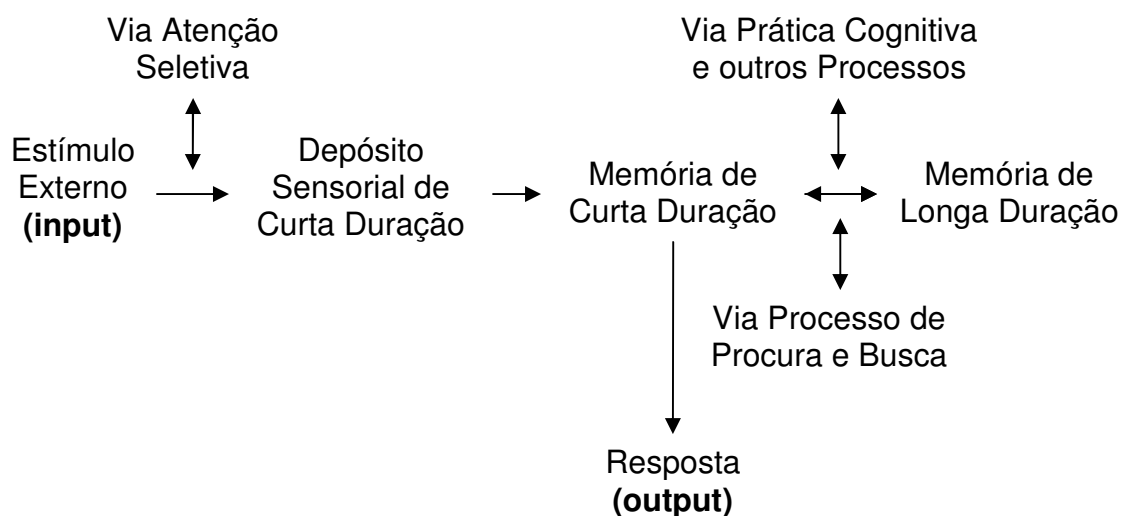 Via Atenção
Seletiva
Via Prática Cognitiva
e outros Processos
Estímulo
Externo
(input)
Depósito
Sensorial de
Curta Duração
Memória de
Curta Duração
Memória de
Longa Duração
Via Processo de
Procura e Busca
Resposta
(output)